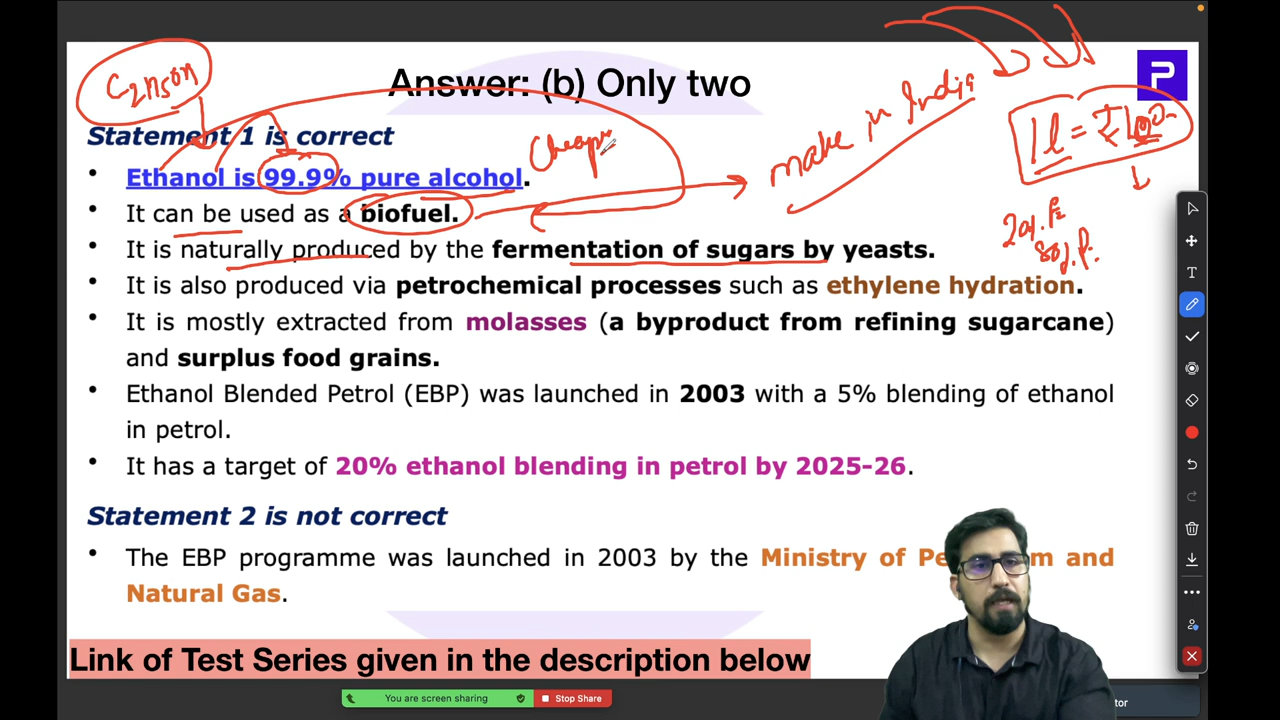 Answer: (b) Only two
C2H5OH
Statement 1 is correct
Cheaper
make in India
1 l = ₹ 100
• Ethanol is 99.9% pure alcohol.
• It can be used as a biofuel.
20%
80% P.
• It is naturally produced by the fermentation of sugars by yeasts.
• It is also produced via petrochemical processes such as ethylene hydration.
• It is mostly extracted from molasses (a byproduct from refining sugarcane)
and surplus food grains.
• Ethanol Blended Petrol (EBP) was launched in 2003 with a 5% blending of ethanol
in petrol.
• It has a target of 20% ethanol blending in petrol by 2025-26.
Statement 2 is not correct
• The EBP programme was launched in 2003 by the Ministry of Pe m and
Natural Gas.
Link of Test Series given in the description below
You are screen sharing
Stop Share
tor